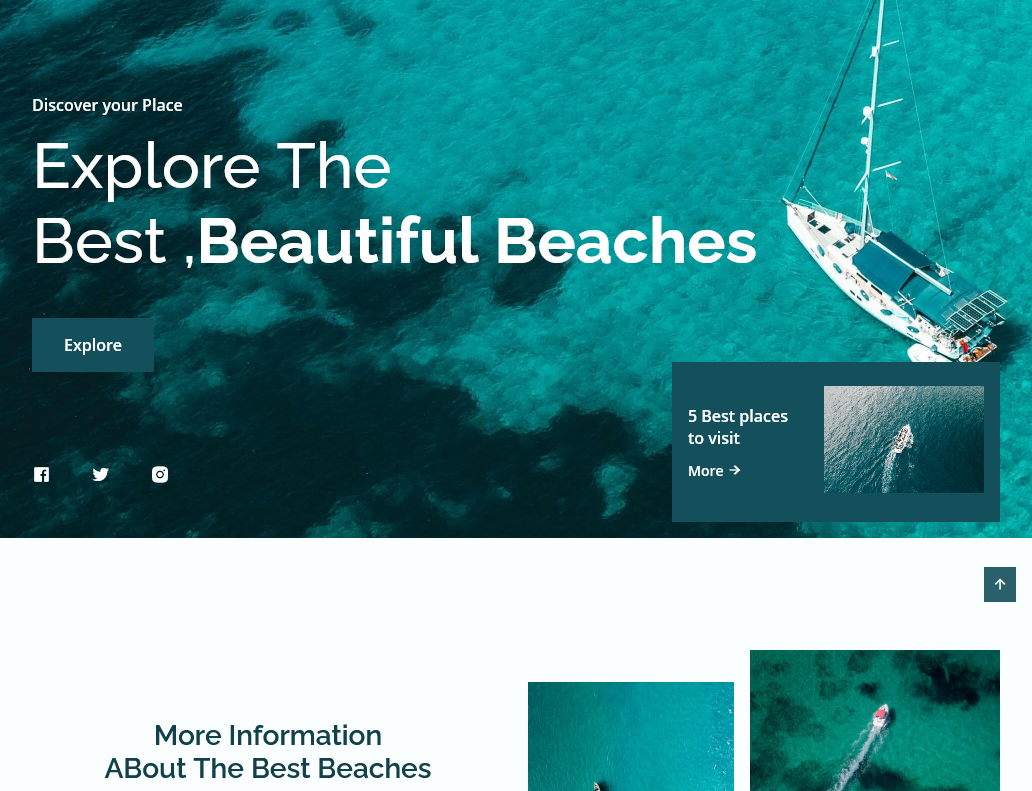 Discover your Place
Explore The
Best ,Beautiful Beaches
Explore
5 Best places
to visit
More
More Information
ABout The Best Beaches